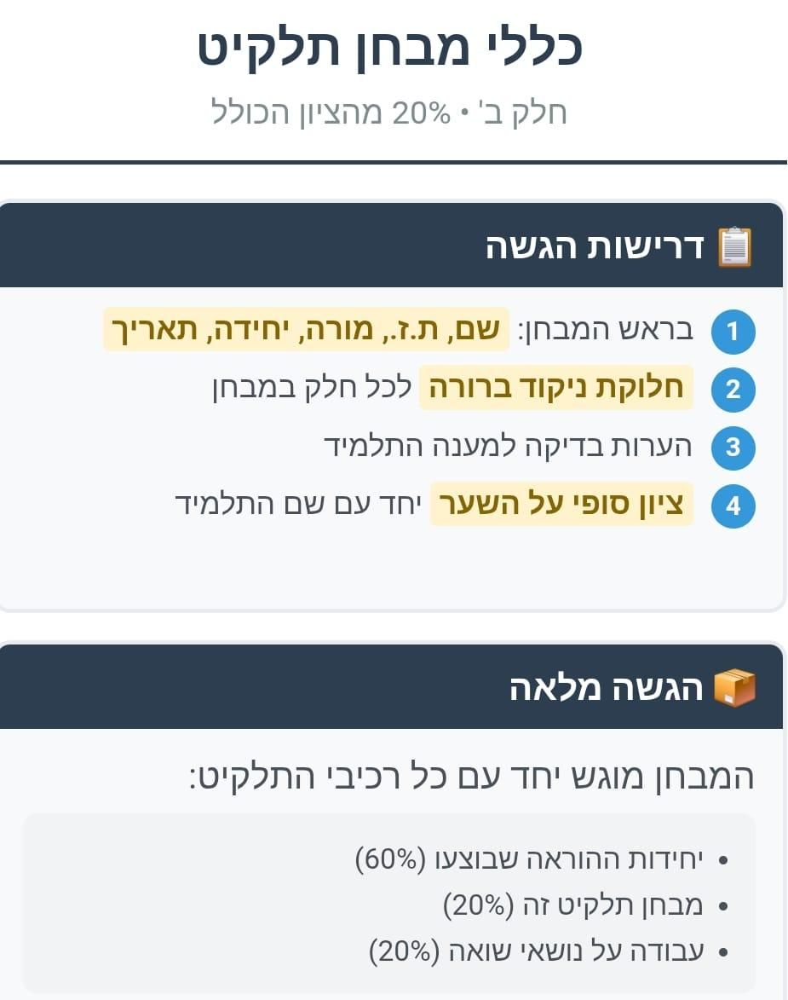 כללי מבחן תלקיט
חלק ב' • 20% מהציון הכולל
📋 דרישות הגשה
1 בראש המבחן: שם, ת.ז., מורה, יחידה, תאריך
2 חלוקת ניקוד ברורה לכל חלק במבחן
3 הערות בדיקה למענה התלמיד
4 ציון סופי על השער יחד עם שם התלמיד
📦 הגשה מלאה
המבחן מוגש יחד עם כל רכיבי התלקיט:
• יחידות ההוראה שבוצעו (60%)
• מבחן תלקיט זה (20%)
• עבודה על נושאי שואה (20%)